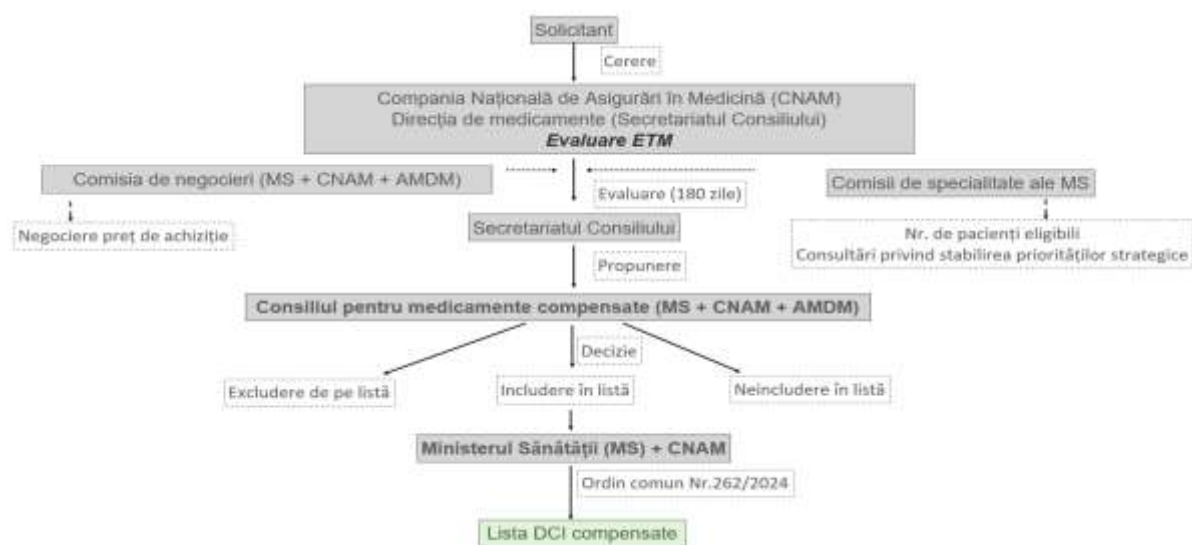 Solicitant
Cerere
Compania Națională de Asigurări în Medicină (CNAM)
Direcția de medicamente (Secretariatul Consiliului)
Evaluare ETM
Comisia de negocieri (MS + CNAM + AMDM)
Evaluare (180 zile)
Comisii de specialitate ale MS
Negociere preț de achiziție
Secretariatul Consiliului
Nr. de pacienți eligibili
Consultări privind stabilirea priorităților strategice
Propunere
Consiliul pentru medicamente compensate (MS + CNAM + AMDM)
Decizie
Excludere de pe listă
Includere în listă
Neincludere în listă
Ministerul Sănătății (MS) + CNAM
Ordin comun Nr.262/2024
Lista DCI compensate